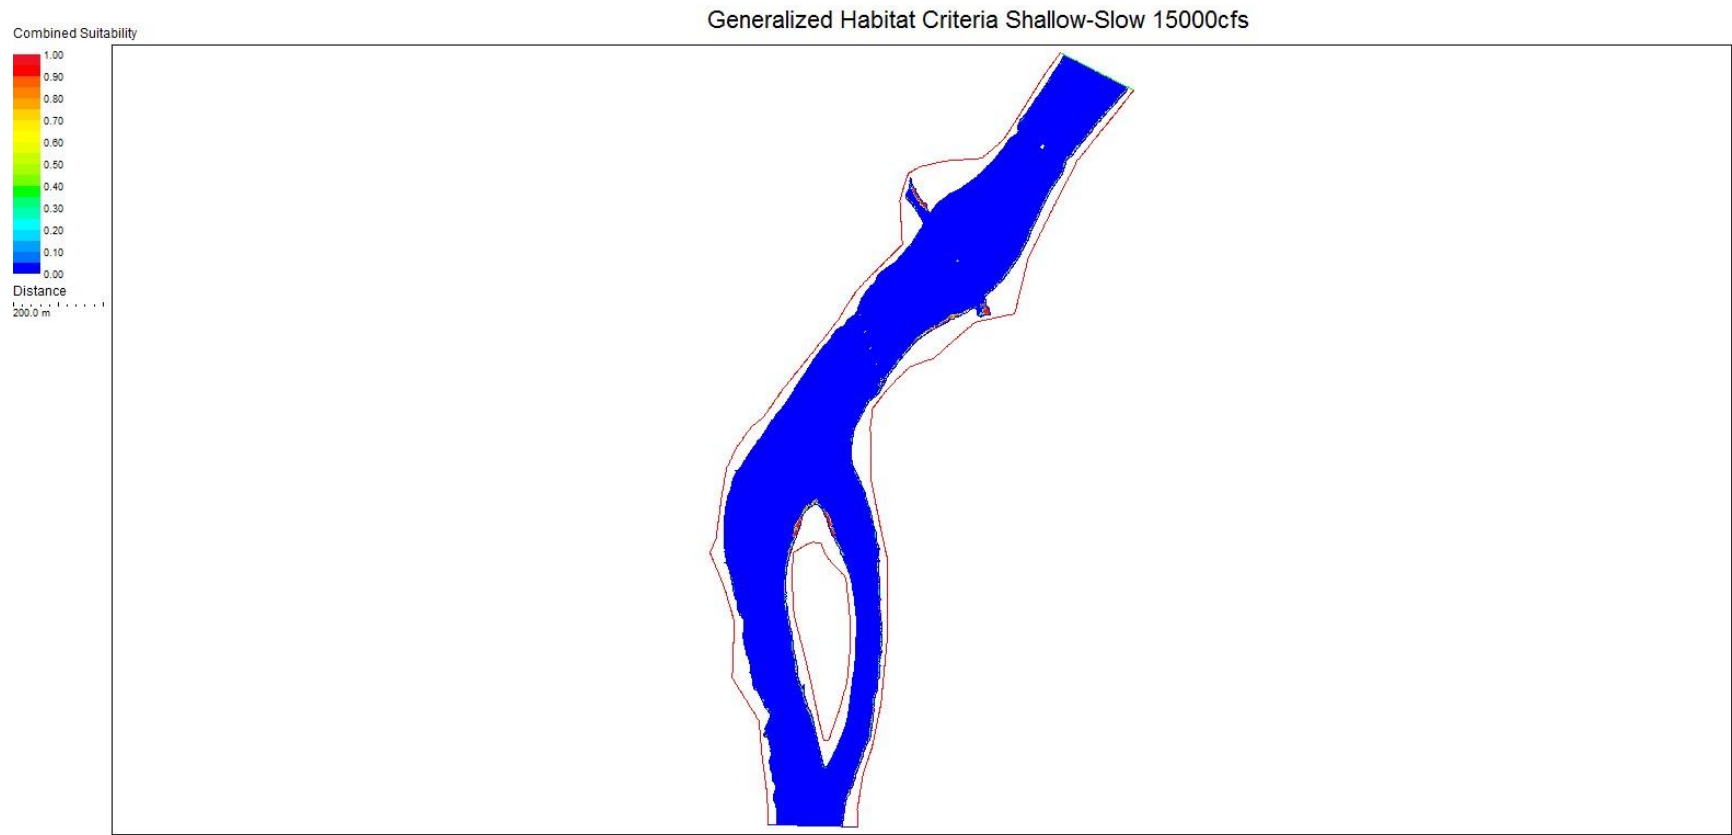 Generalized Habitat Criteria Shallow-Slow 15000cfs
Combined Suitability
1.00
0.90
0.80
0.70
0.60
0.50
0.40
0.30
0.20
0.10
0.00
Distance
200.0 m